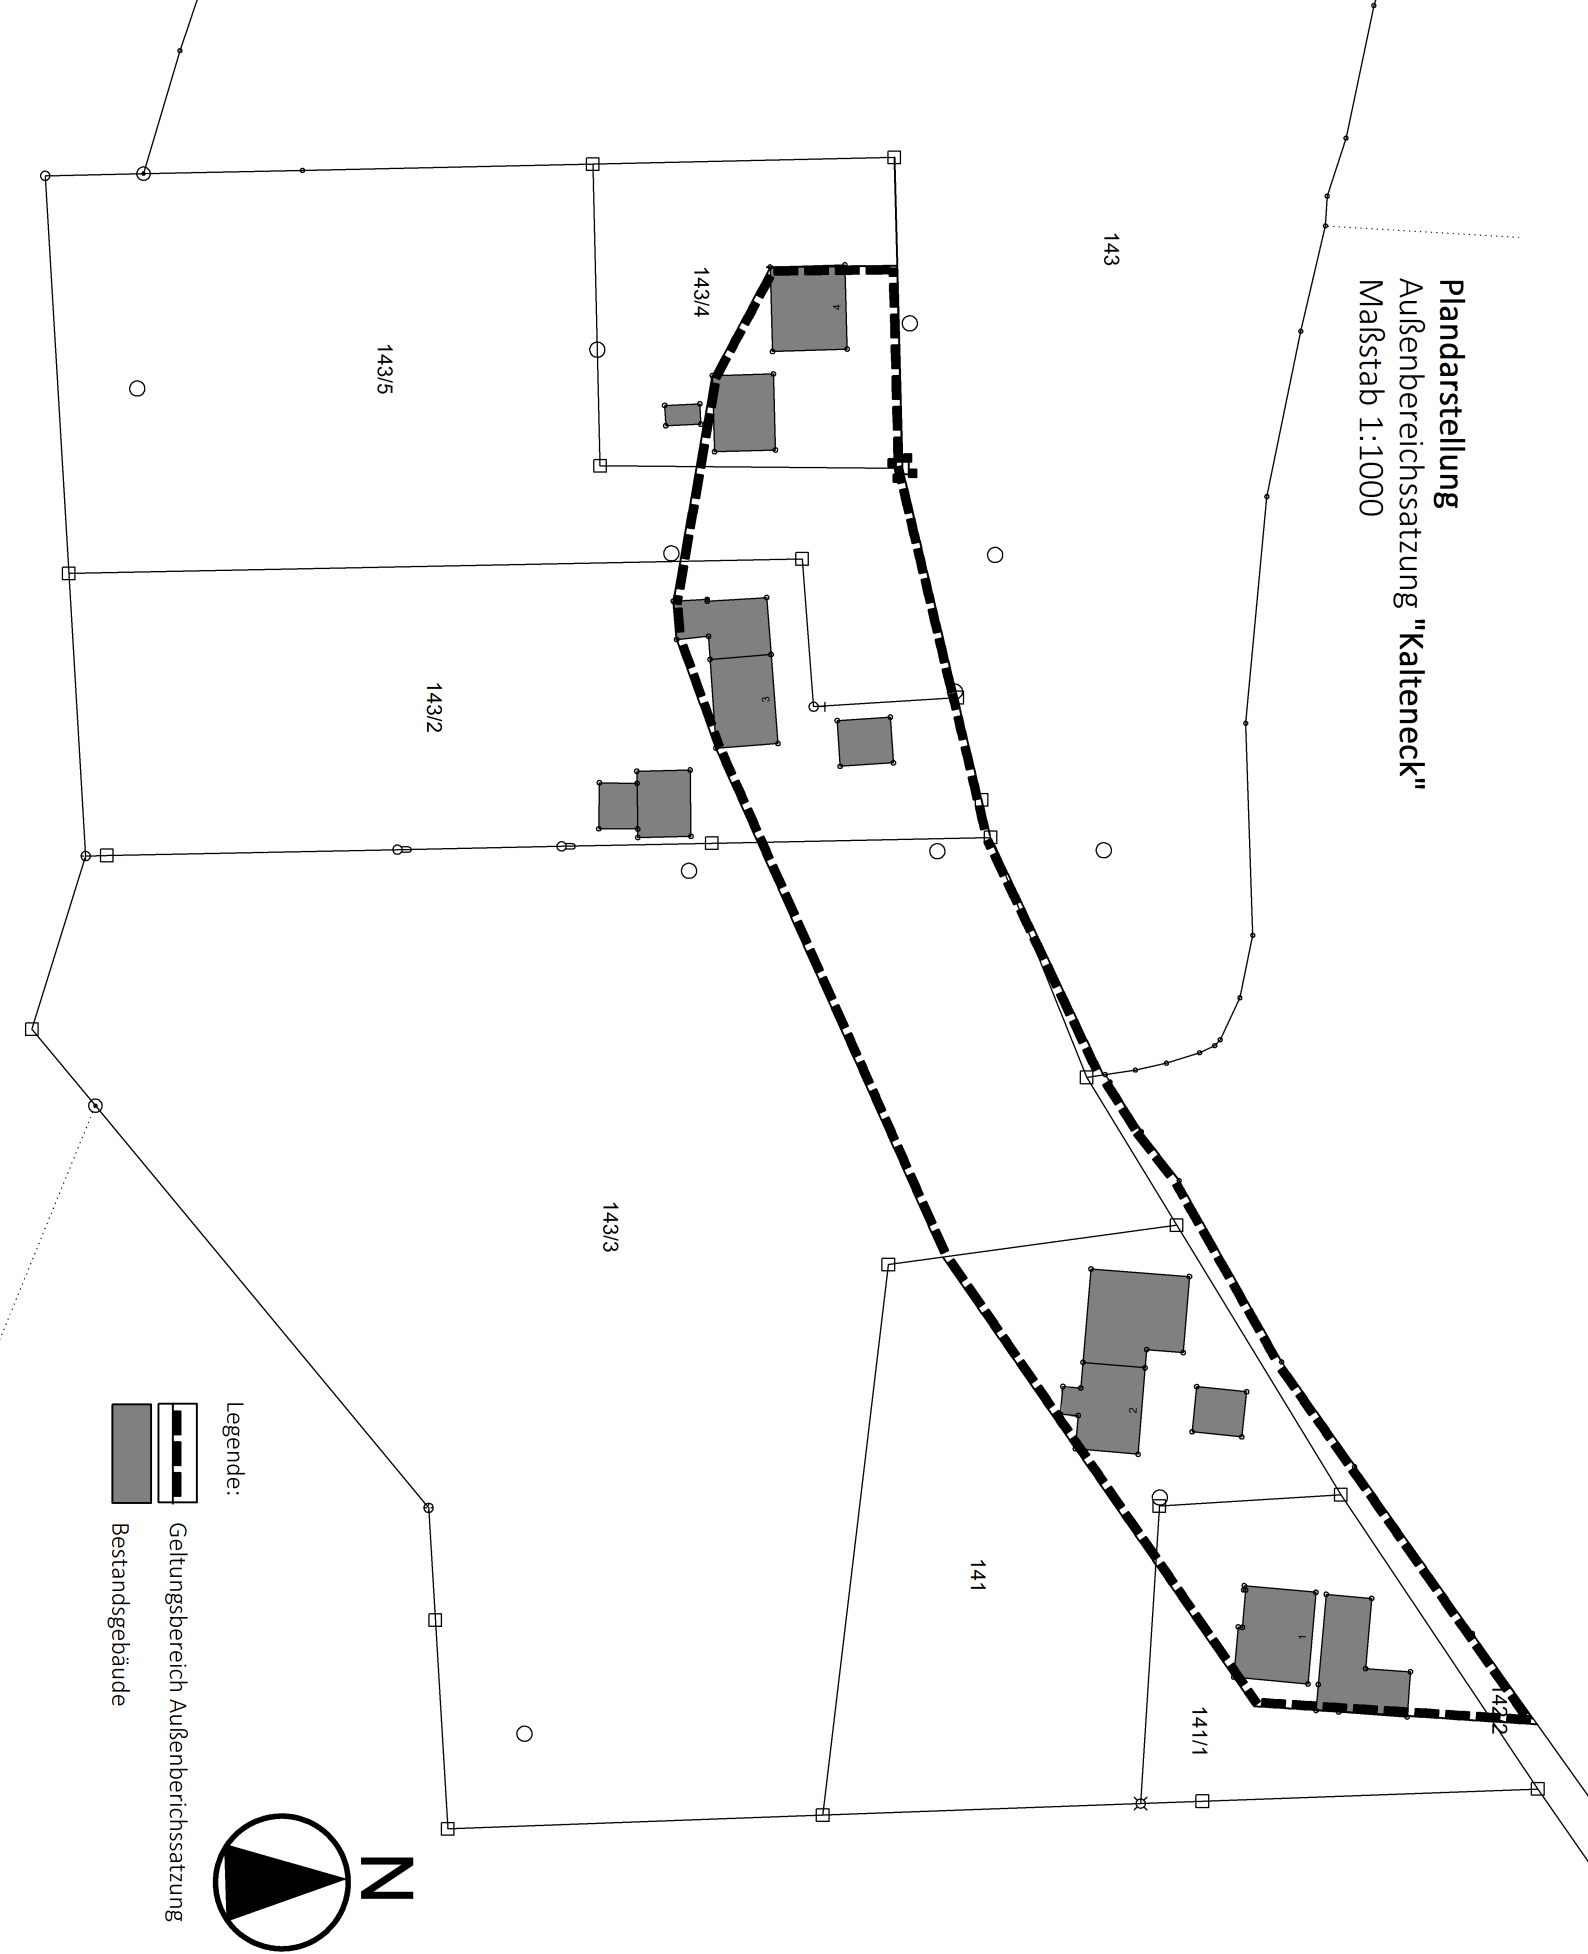 Plandarstellung
Außenbereichssatzung "Kalteneck"
Maßstab 1:1000
143
143/4
4
143/5
3
143/2
143/3
2
141
1
141/1
142/2
Legende:
Geltungsbereich Außenberichssatzung
Bestandsgebäude
N